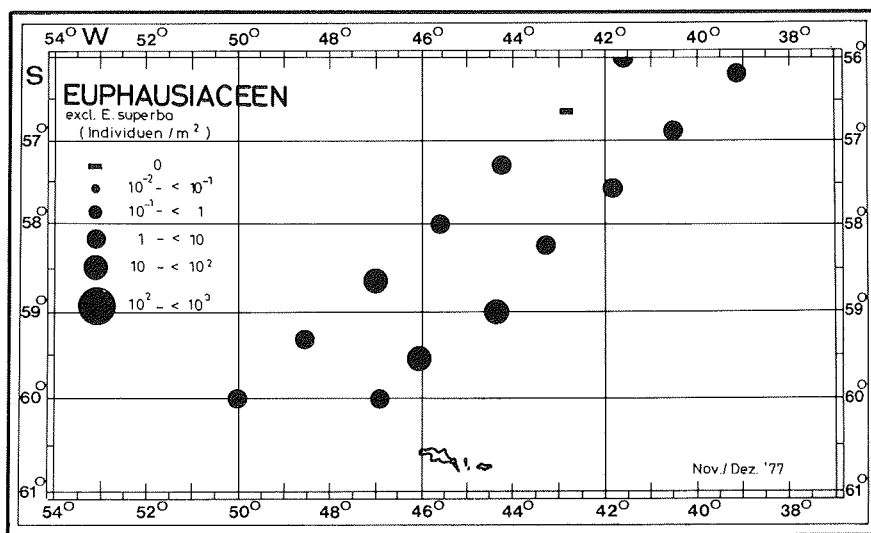 54° W 52° 50° 48° 46° 44° 42° 40° 38°
S
56°
EUPHAUSIACEEN
excl. E. superba
(Individuen / m²)
57° 57°
0
10⁻² - < 10⁻¹
10⁻¹ - < 1
58° 58°
1 - < 10
10 - < 10²
10² - < 10³
59° 59°
60° 60°
Nov./ Dez. '77
61° 61°
54° 52° 50° 48° 46° 44° 42° 40° 38°